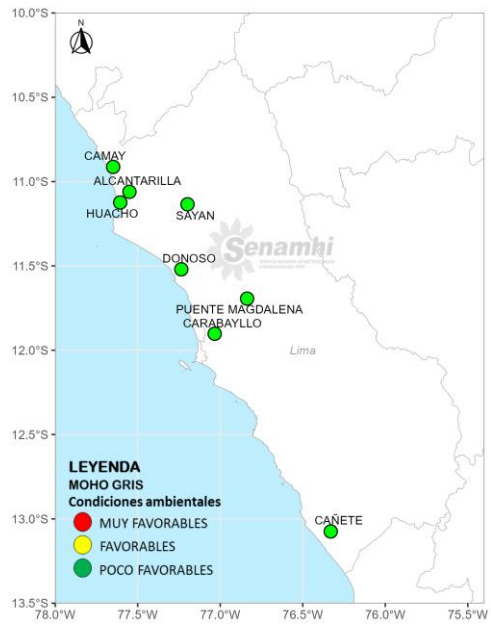 10.0°S
N
10.5°S
CAMAY
11.0°S
ALCANTARILLA
HUACHO
SAYAN
Senamhi
11.5°S
DONOSO
PUENTE MAGDALENA
CARABAYLLO
12.0°S
Lima
12.5°S
LEYENDA
MOHO GRIS
Condiciones ambientales
13.0°S
CAÑETE
MUY FAVORABLES
FAVORABLES
POCO FAVORABLES
13.5°S
78.0°W 77.5°W 77.0°W 76.5°W 76.0°W 75.5°W